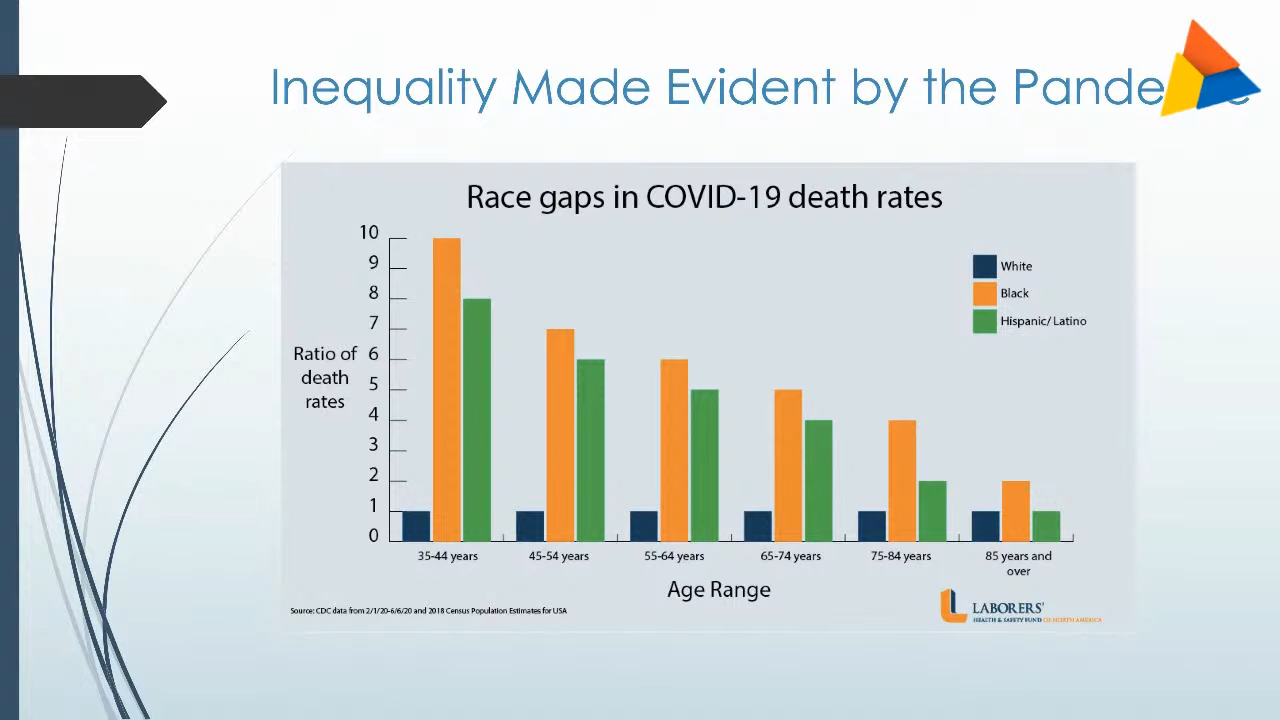 Inequality Made Evident by the Pande
Race gaps in COVID-19 death rates
10
9
8
7
6
5
4
3
2
1
0
Ratio of
death
rates
White
Black
Hispanic/ Latino
35-44 years
45-54 years
55-64 years
65-74 years
75-84 years
85 years and
over
Age Range
Source: CDC data from 2/1/20-6/6/20 and 2018 Census Population Estimates for USA
LABORERS'
HEALTH & SAFETY FUND OF NORTH AMERICA